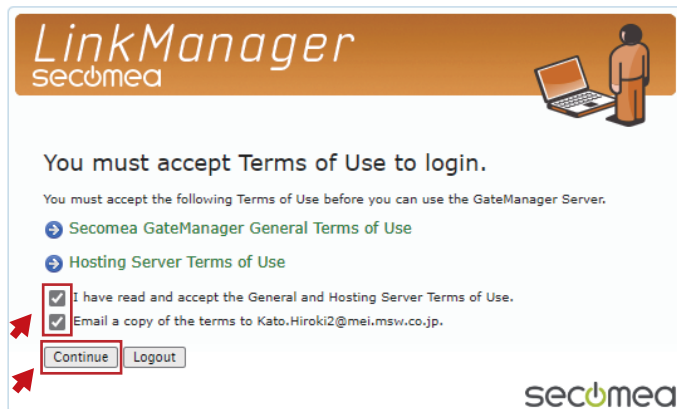 LinkManager
secomea
You must accept Terms of Use to login.
You must accept the following Terms of Use before you can use the GateManager Server.
Secomea GateManager General Terms of Use
Hosting Server Terms of Use
I have read and accept the General and Hosting Server Terms of Use.
Email a copy of the terms to Kato.Hiroki2@mei.msw.co.jp.
Continue Logout
secomea